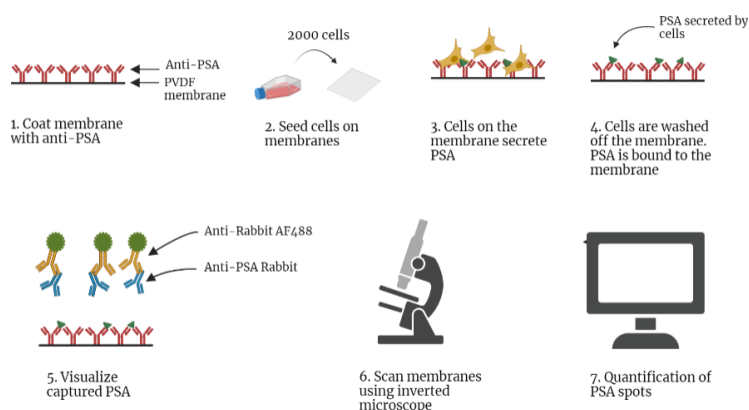 Anti-PSA
PVDF
membrane
1. Coat membrane
with anti-PSA
2000 cells
2. Seed cells on
membranes
3. Cells on the
membrane secrete
PSA
PSA secreted by
cells
4. Cells are washed
off the membrane.
PSA is bound to the
membrane
Anti-Rabbit AF488
Anti-PSA Rabbit
5. Visualize
captured PSA
6. Scan membranes
using inverted
microscope
7. Quantification of
PSA spots